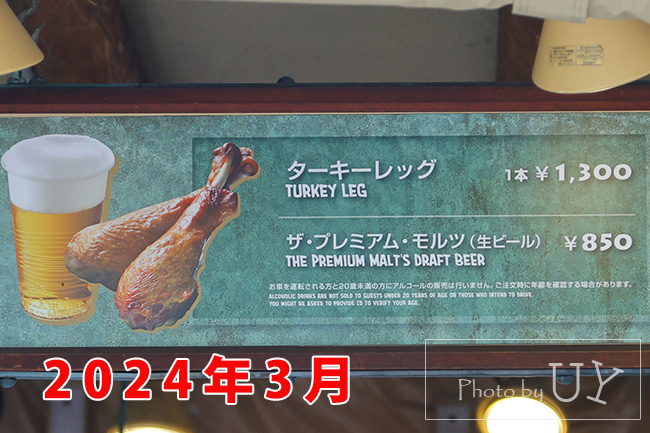 ターキーレッグ 1本 ¥1,300
TURKEY LEG
ザ・プレミアム・モルツ(生ビール) ¥850
THE PREMIUM MALT'S DRAFT BEER
お車を運転される方と20歳未満の方にアルコールの販売は行いません。ご注文時に年齢を確認する場合があります。
ALCOHOLIC DRINKS ARE NOT SOLD TO GUESTS UNDER 20 YEARS OF AGE OR THOSE WHO INTEND TO DRIVE.
YOU MIGHT BE ASKED TO PROVIDE ID TO VERIFY YOUR AGE.
2024年3月
Photo by UY